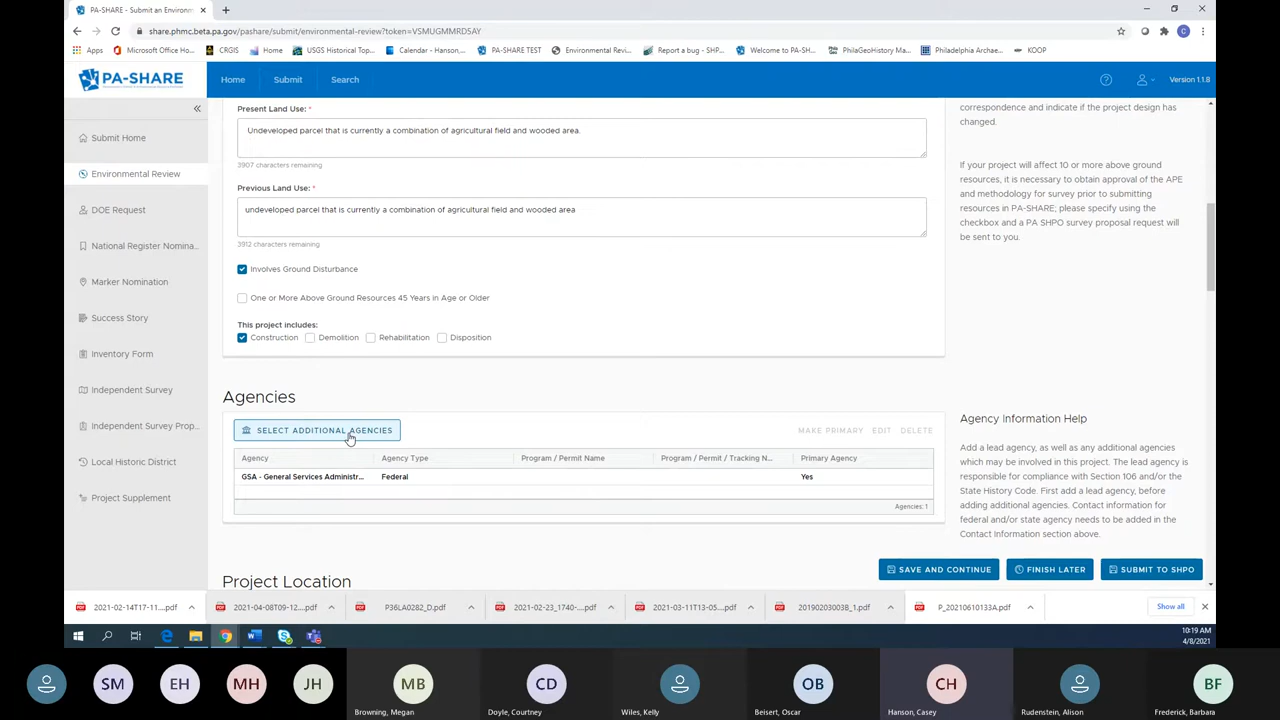 PA-SHARE - Submit an Environm
share.phmc.beta.pa.gov/pashare/submit/environmental-review?token=VSMUGMMRD5AY
Apps
Microsoft Office Ho...
CRGIS
Home
USGS Historical Top...
Calendar - Hanson,...
PA-SHARE TEST
Environmental Revi...
Report a bug - SHP...
Welcome to PA-SH...
PhilaGeoHistory Ma...
Philadelphia Archae...
KOOP
PA-SHARE
Home
Submit
Search
Version 1.1.8
Submit Home
Environmental Review
DOE Request
National Register Nomina...
Marker Nomination
Success Story
Inventory Form
Independent Survey
Independent Survey Prop...
Local Historic District
Project Supplement
Present Land Use: *
Undeveloped parcel that is currently a combination of agricultural field and wooded area.
3907 characters remaining
Previous Land Use: *
undeveloped parcel that is currently a combination of agricultural field and wooded area
3912 characters remaining
Involves Ground Disturbance
One or More Above Ground Resources 45 Years in Age or Older
This project includes:
Construction
Demolition
Rehabilitation
Disposition
correspondence and indicate if the project design has
changed.
If your project will affect 10 or more above ground
resources, it is necessary to obtain approval of the APE
and methodology for survey prior to submitting
resources in PA-SHARE; please specify using the
checkbox and a PA SHPO survey proposal request will
be sent to you.
Agencies
SELECT ADDITIONAL AGENCIES
MAKE PRIMARY
EDIT
DELETE
Agency
Agency Type
Program / Permit Name
Program / Permit / Tracking N...
Primary Agency
GSA - General Services Administr...
Federal
Yes
Agencies: 1
Agency Information Help
Add a lead agency, as well as any additional agencies
which may be involved in this project. The lead agency is
responsible for compliance with Section 106 and/or the
State History Code. First add a lead agency, before
adding additional agencies. Contact information for
federal and/or state agency needs to be added in the
Contact Information section above.
SAVE AND CONTINUE
FINISH LATER
SUBMIT TO SHPO
Project Location
2021-02-14T17-11....pdf
2021-04-08T09-12....pdf
P36LA0282_D.pdf
2021-02-23_1740-....pdf
2021-03-11T13-05....pdf
201902030038_1.pdf
P_20210610133A.pdf
Show all
10:19 AM
4/8/2021
SM
EH
MH
JH
MB
Browning, Megan
CD
Doyle, Courtney
Wiles, Kelly
OB
Beisert, Oscar
CH
Hanson, Casey
Rudenstein, Alison
BF
Frederick, Barbara